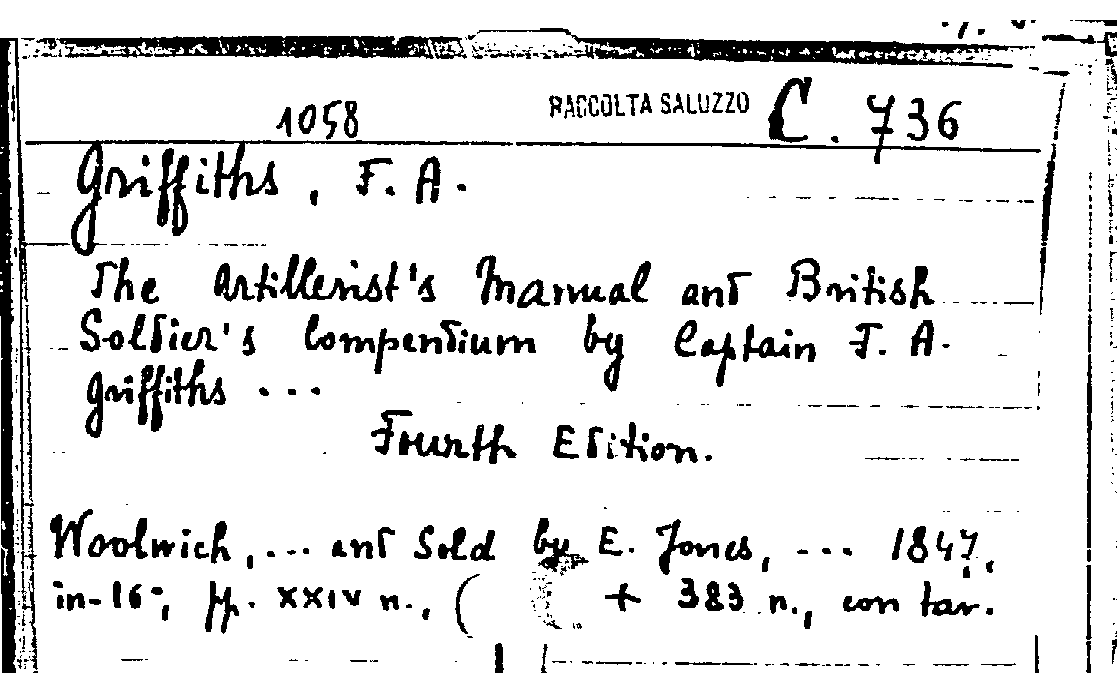 1058 RACCOLTA SALUZZO C. 736
Griffiths, F. A.
The Artillerist's Manual and British
Soldier's Compendium by Captain F. A.
Griffiths ...
Fourth Edition.
Woolwich, ... and Sold by E. Jones, ... 1847,
in-16°, pp. XXIV n., ( + 383 n., con tav.